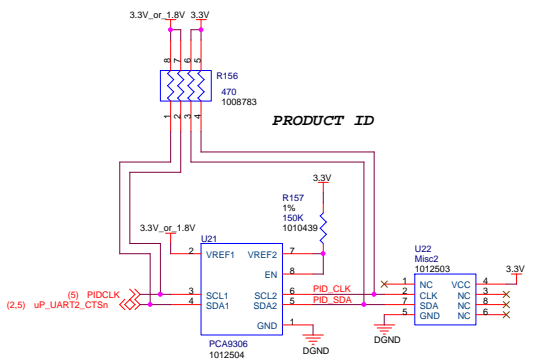 3.3V_or_1.8V 3.3V
8 7 6 5
R156
470
1008783
1 2 3 4
PRODUCT ID
3.3V
R157
1%
150K
1010439
3.3V_or_1.8V
U21
2 VREF1 VREF2 7
EN 8
(5) PIDCLK 3 SCL1 SCL2 6 PID_CLK
(2,5) uP_UART2_CTSn 4 SDA1 SDA2 5 PID_SDA
GND 1
DGND
PCA9306
1012504
U22
Misc2
1012503
3.3V
1 NC VCC 4
2 CLK NC 3
7 SDA NC 8
5 GND NC 6
DGND